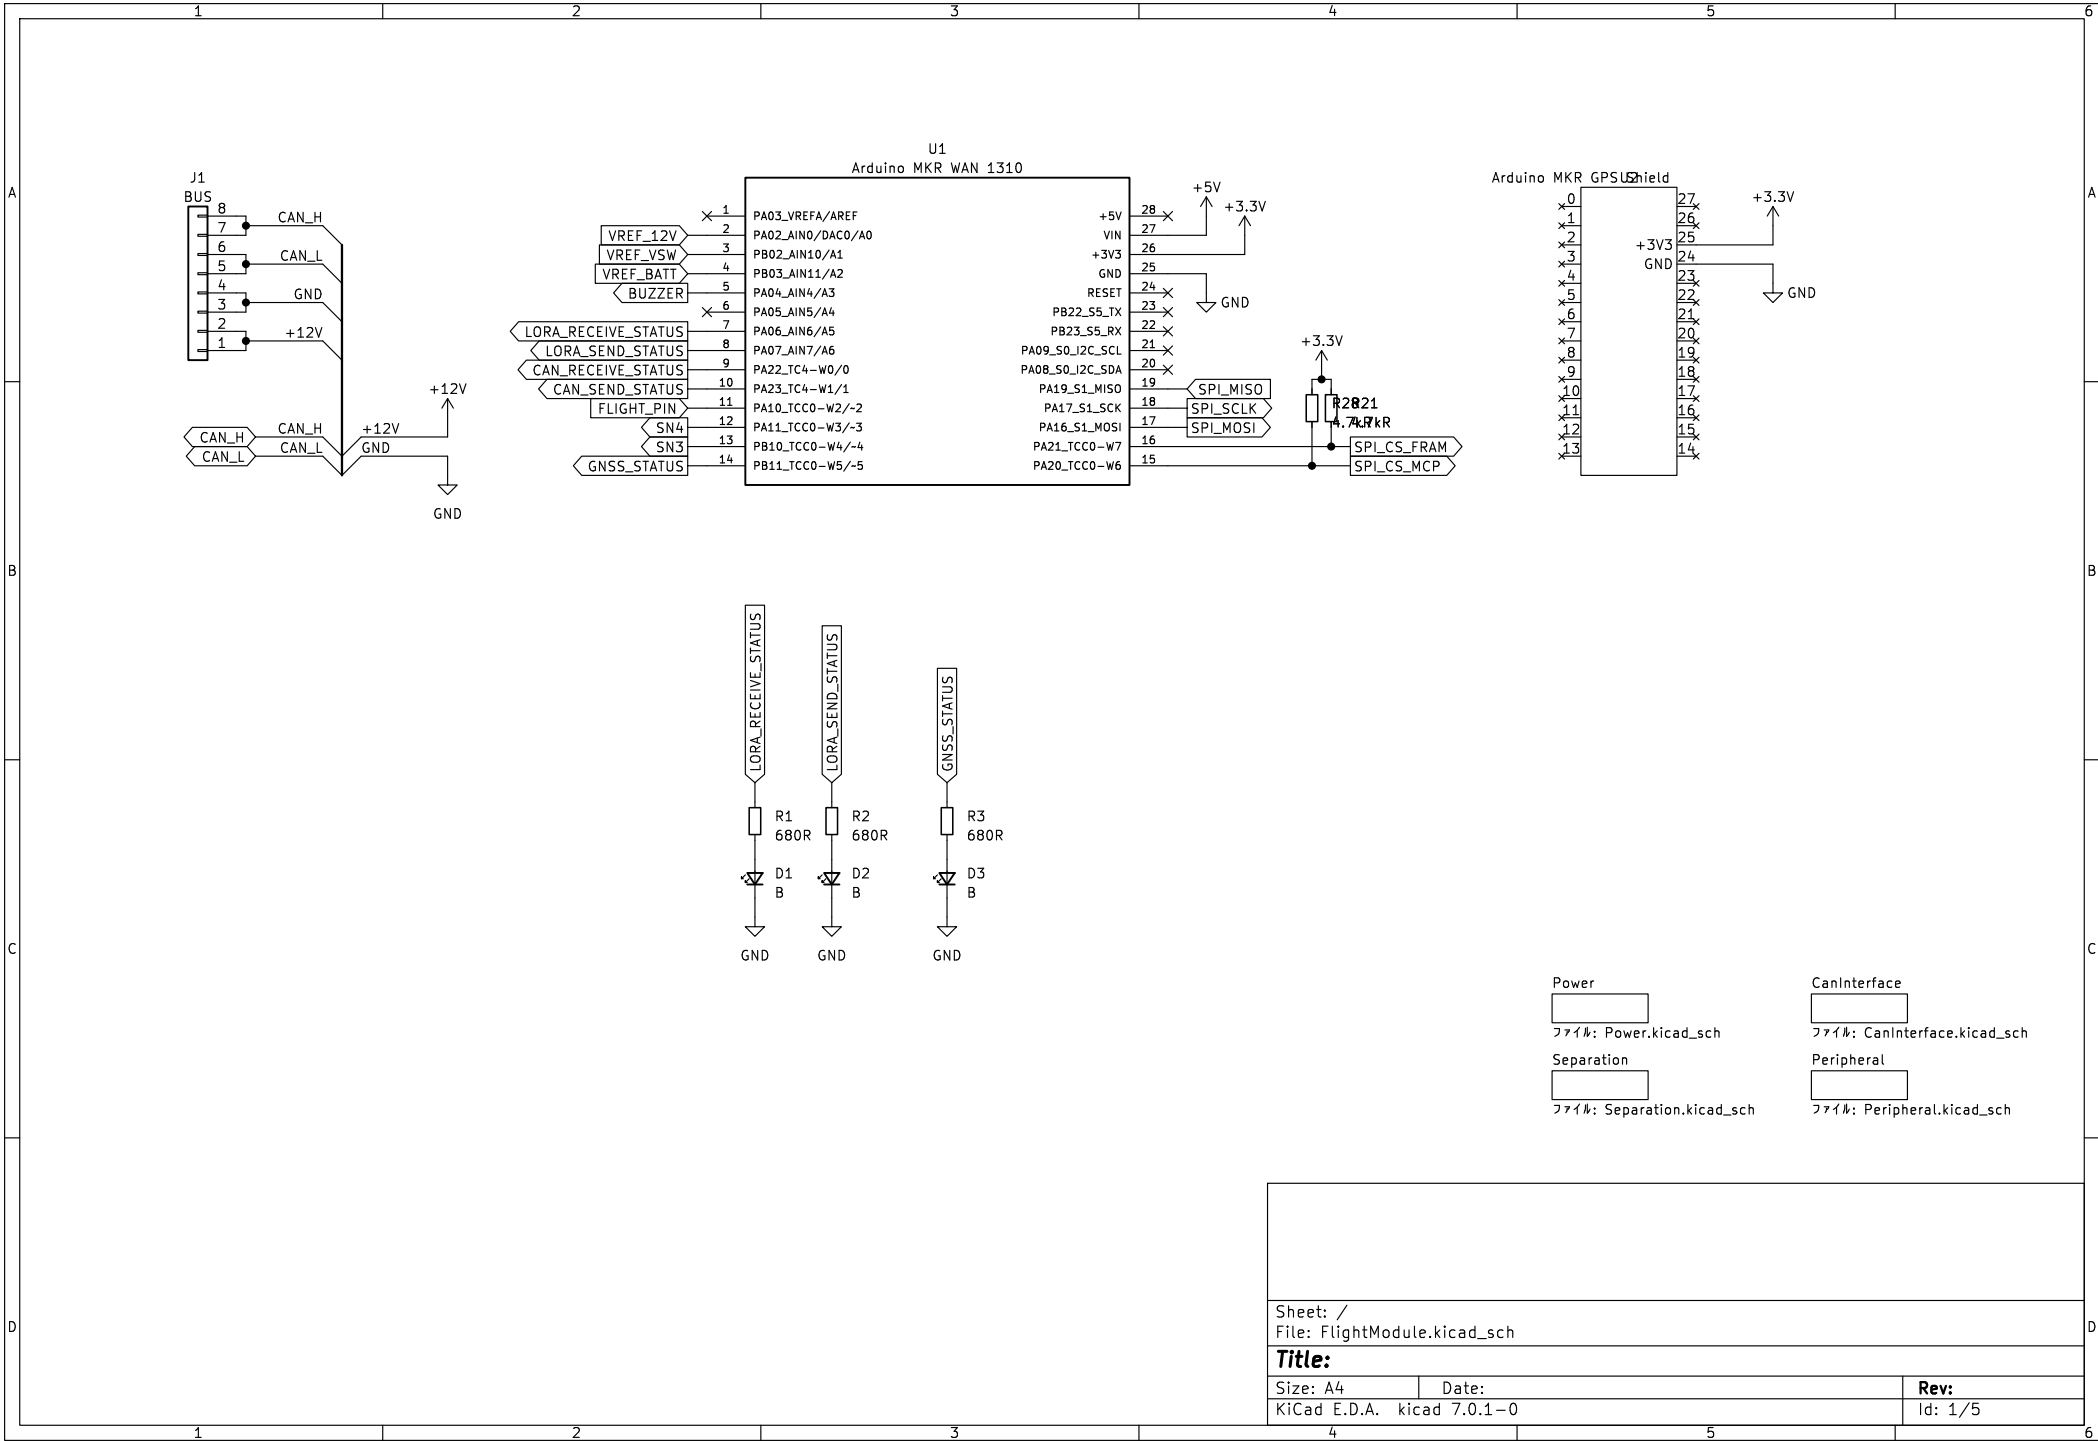 1 2 3 4 5 6
A
B
C
D
A
B
C
D
1 2 3 4 5 6
J1
BUS
8
7
6
5
4
3
2
1
CAN_H
CAN_L
GND
+12V
CAN_H CAN_H +12V
CAN_L CAN_L GND
+12V
GND
U1
Arduino MKR WAN 1310
1 PA03_VREFA/AREF
VREF_12V 2 PA02_AIN0/DAC0/A0
VREF_VSW 3 PB02_AIN10/A1
VREF_BATT 4 PB03_AIN11/A2
BUZZER 5 PA04_AIN4/A3
6 PA05_AIN5/A4
LORA_RECEIVE_STATUS 7 PA06_AIN6/A5
LORA_SEND_STATUS 8 PA07_AIN7/A6
CAN_RECEIVE_STATUS 9 PA22_TC4-W0/0
CAN_SEND_STATUS 10 PA23_TC4-W1/1
FLIGHT_PIN 11 PA10_TCC0-W2/~2
SN4 12 PA11_TCC0-W3/~3
SN3 13 PB10_TCC0-W4/~4
GNSS_STATUS 14 PB11_TCC0-W5/~5
+5V 28
VIN 27
+3V3 26
GND 25
RESET 24
PB22_S5_TX 23
PB23_S5_RX 22
PA09_S0_I2C_SCL 21
PA08_S0_I2C_SDA 20
PA19_S1_MISO 19 SPI_MISO
PA17_S1_SCK 18 SPI_SCLK
PA16_S1_MOSI 17 SPI_MOSI
PA21_TCC0-W7 16 SPI_CS_FRAM
PA20_TCC0-W6 15 SPI_CS_MCP
+5V
+3.3V
GND
+3.3V
R21
4.7kR
Arduino MKR GPS Shield
U2
0 27
1 26
2 +3V3 25
3 GND 24
4 23
5 22
6 21
7 20
8 19
9 18
10 17
11 16
12 15
13 14
+3.3V
GND
LORA_RECEIVE_STATUS
LORA_SEND_STATUS
GNSS_STATUS
R1
680R
R2
680R
R3
680R
D1
B
D2
B
D3
B
GND GND GND
Power
ファイル: Power.kicad_sch
CanInterface
ファイル: CanInterface.kicad_sch
Separation
ファイル: Separation.kicad_sch
Peripheral
ファイル: Peripheral.kicad_sch
Sheet: /
File: FlightModule.kicad_sch
Title:
Size: A4 Date: Rev:
KiCad E.D.A. kicad 7.0.1-0 Id: 1/5